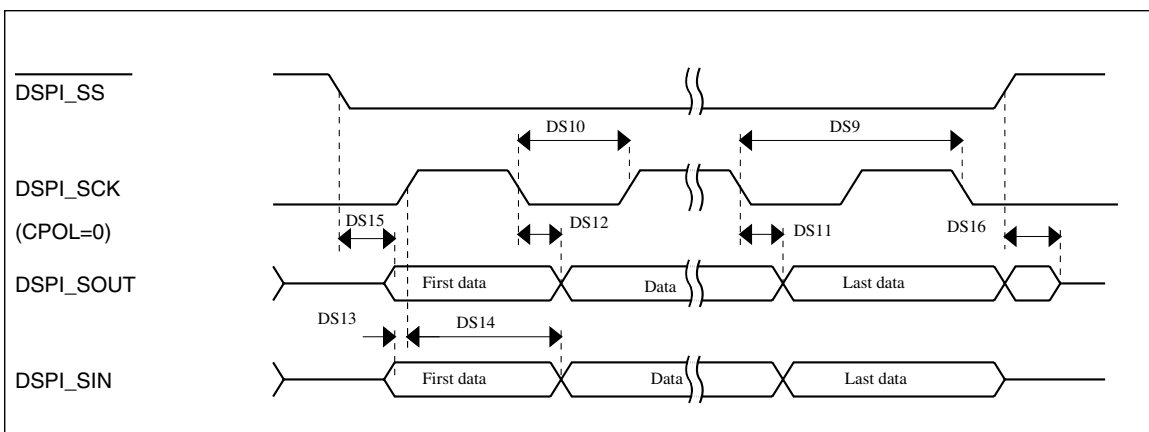 DSPI_SS
DS10
DS9
DSPI_SCK
(CPOL=0)
DS15
DS12
DS11
DS16
DSPI_SOUT
First data
Data
Last data
DS13
DS14
DSPI_SIN
First data
Data
Last data